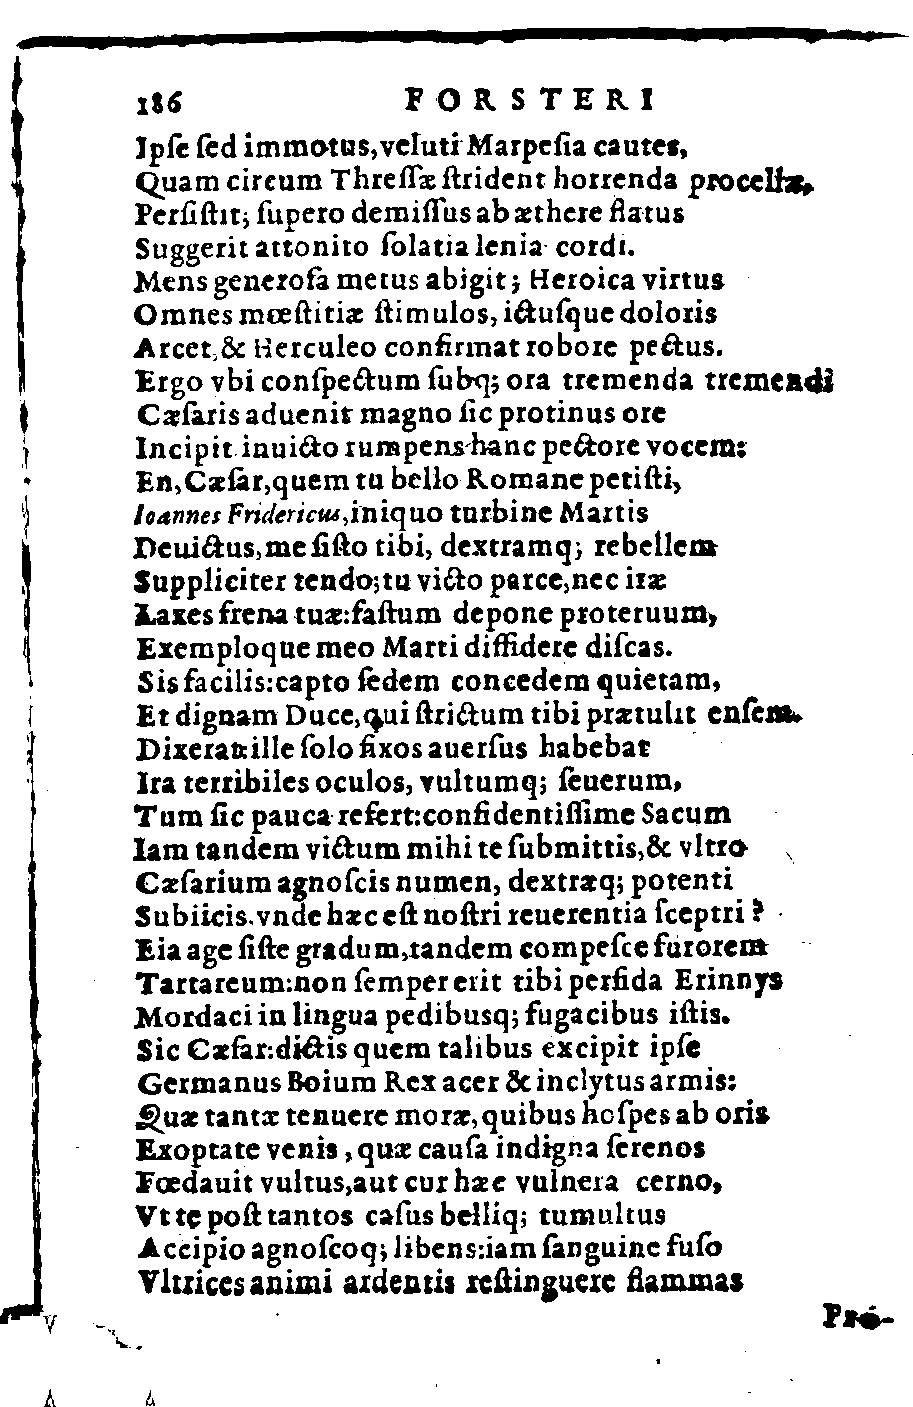 186 FORSTERI
Ipſe ſed immotus, veluti Marpeſia cautes,
Quam circum Threſſæ ſtrident horrenda procellæ,
Perſiſtit; ſupero demiſſus ab æthere flatus
Suggerit attonito ſolatia lenia cordi.
Mens generoſa metus abigit; Heroica virtus
Omnes mœſtitiæ ſtimulos, ictuſque doloris
Arcet, & Herculeo confirmat robore pectus.
Ergo vbi conſpectum ſubq; ora tremenda tremendi
Cæſaris aduenit magno ſic protinus ore
Incipit inuicto rumpens hanc pectore vocem:
En, Cæſar, quem tu bello Romane petiſti,
Ioannes Fridericus, iniquo turbine Martis
Deuictus, me ſiſto tibi, dextramq; rebellem
Suppliciter tendo; tu victo parce, nec iræ
Laxes frena tuæ: faſtum depone proteruum,
Exemploque meo Marti diffidere diſcas.
Sis facilis: capto ſedem concedem quietam,
Et dignam Duce, qui ſtrictum tibi prætulit enſem.
Dixerat: ille ſolo fixos auerſus habebat
Ira terribiles oculos, vultumq; ſeuerum,
Tum ſic pauca refert: confidentiſſime Sacum
Iam tandem victum mihi te ſubmittis, & vltro
Cæſarium agnoſcis numen, dextræq; potenti
Subiicis. vnde hæc eſt noſtri reuerentia ſceptri?
Eia age ſiſte gradum, tandem compeſce furorem
Tartareum: non ſemper erit tibi perfida Erinnys
Mordaci in lingua pedibusq; fugacibus iſtis.
Sic Cæſar: dictis quem talibus excipit ipſe
Germanus Boium Rex acer & inclytus armis:
Quæ tantæ tenuere moræ, quibus hoſpes ab oris
Exoptate venis, quæ cauſa indigna ſerenos
Fœdauit vultus, aut cur hæc vulnera cerno,
Vt te poſt tantos caſus belliq; tumultus
Accipio agnoſcoq; libens: iam ſanguine fuſo
Vltrices animi ardentis reſtinguere flammas
Pro-